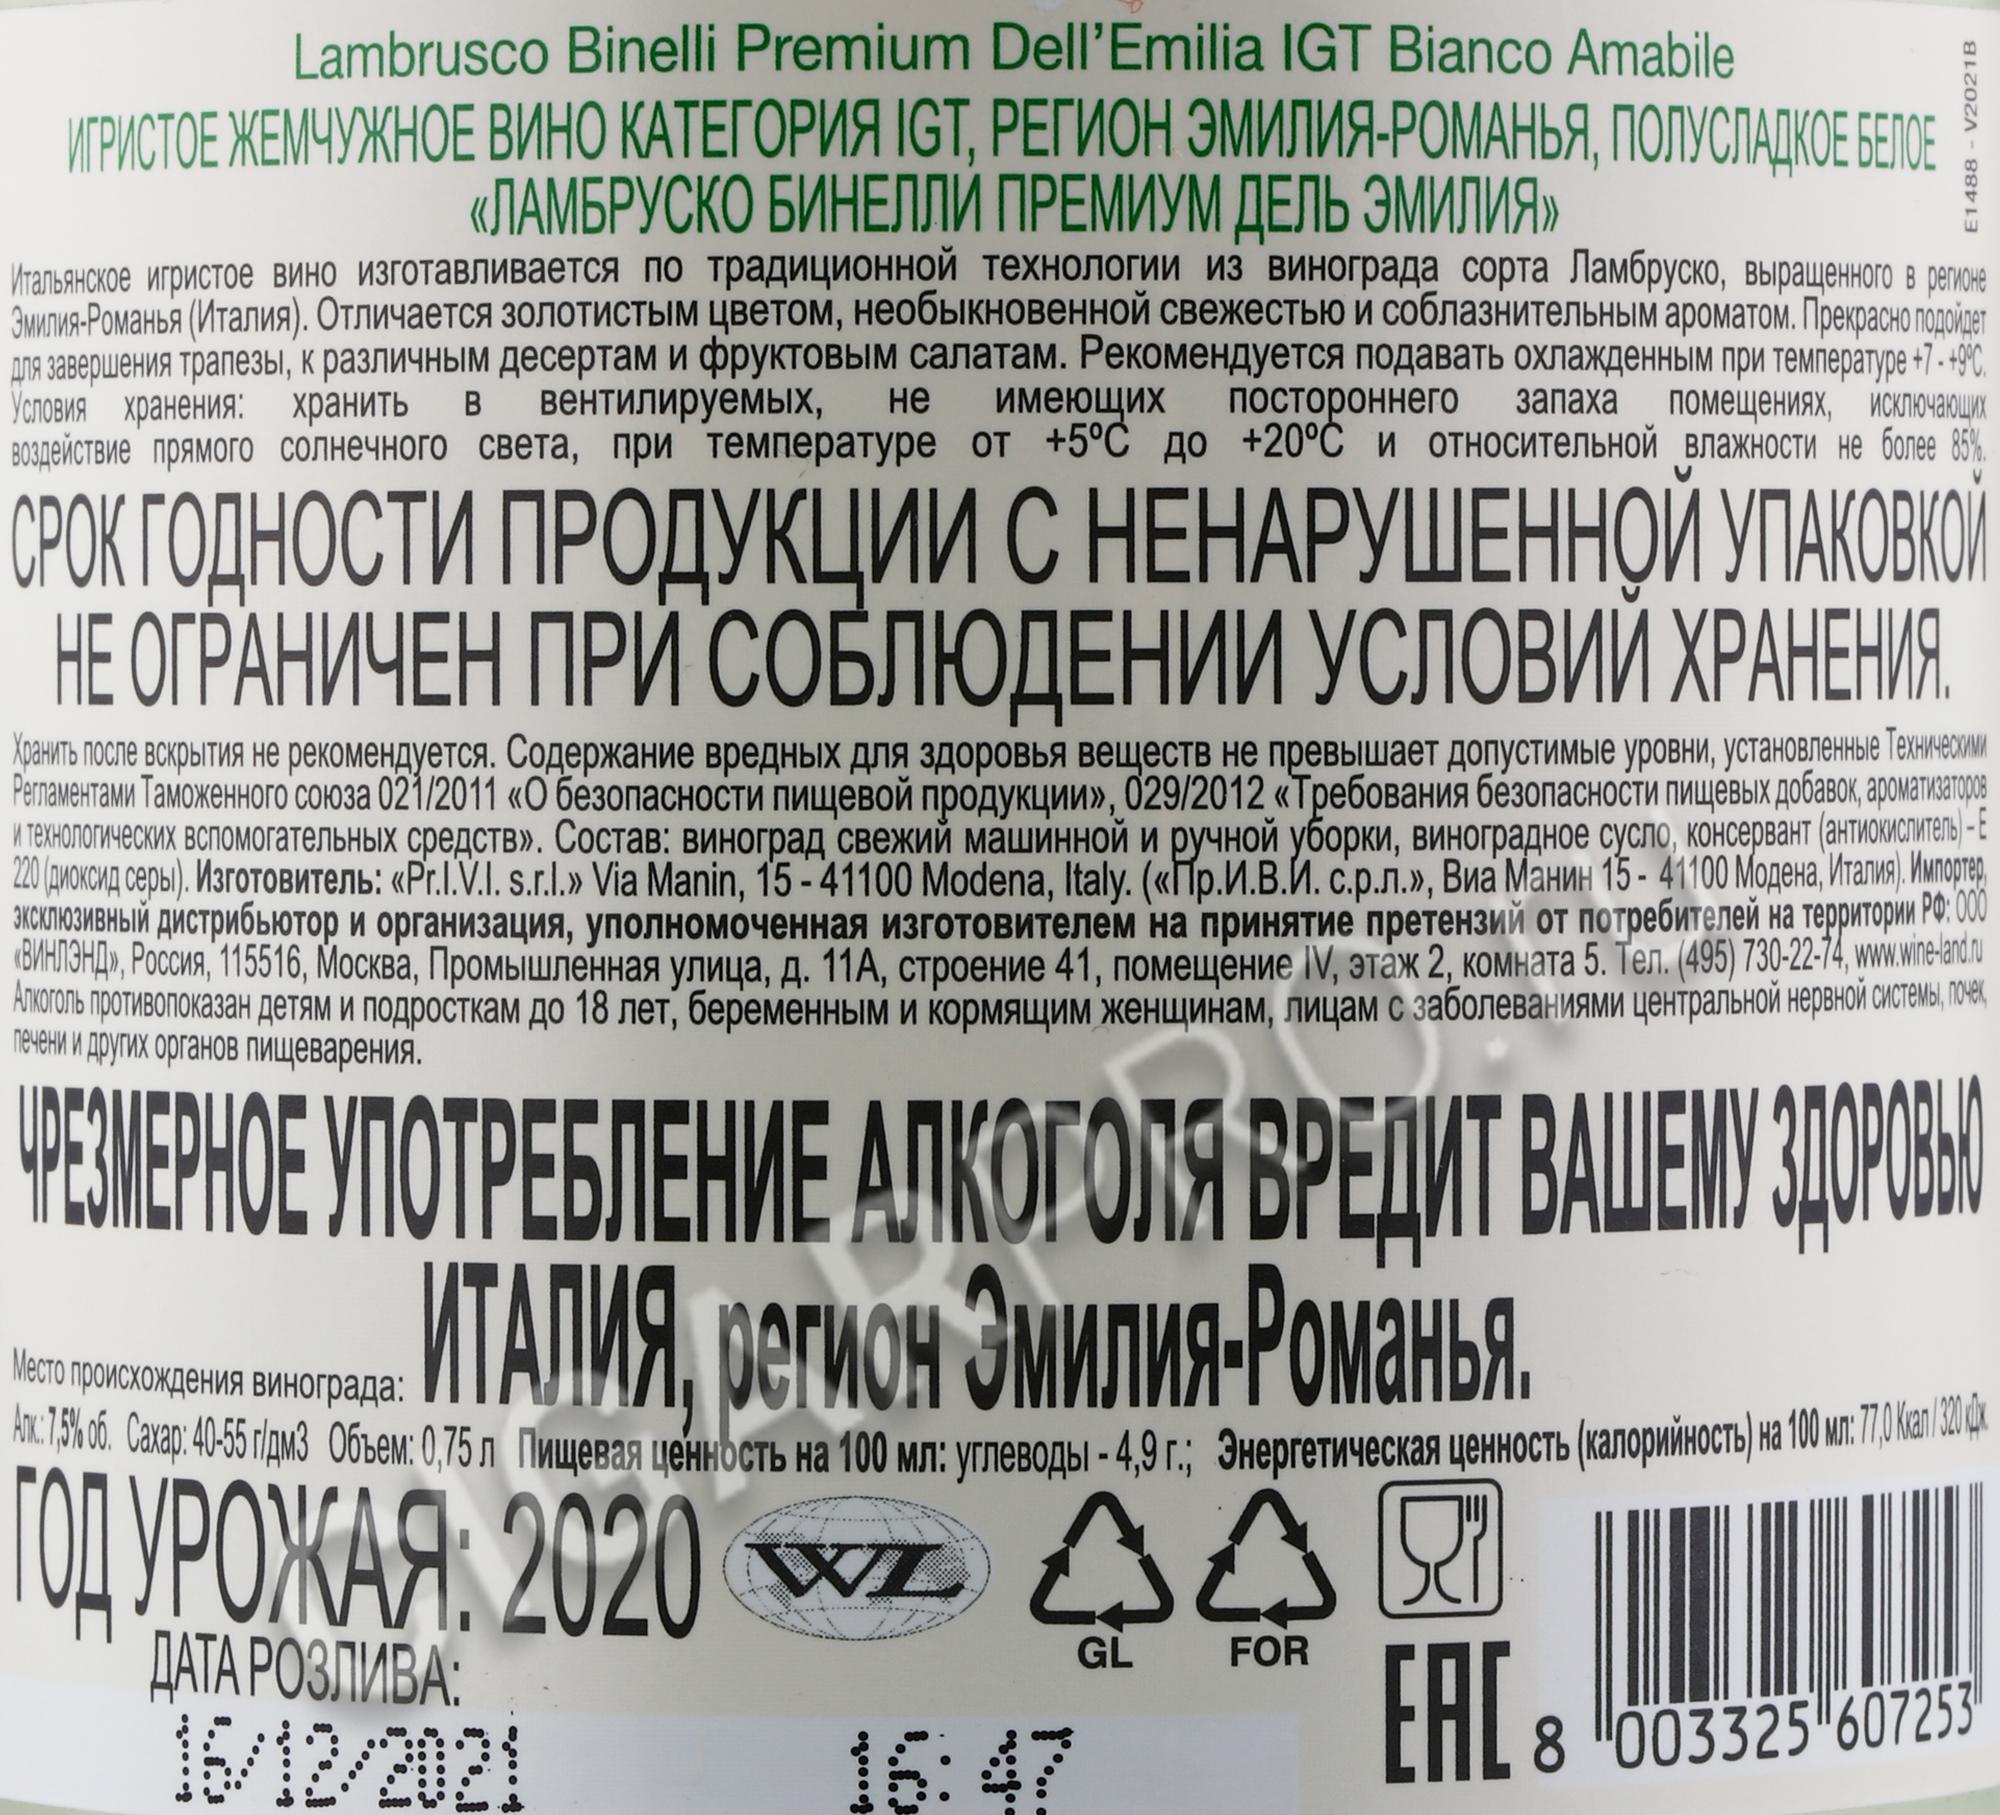 Lambrusco Binelli Premium Dell'Emilia IGT Bianco Amabile
ИГРИСТОЕ ЖЕМЧУЖНОЕ ВИНО КАТЕГОРИЯ IGT, РЕГИОН ЭМИЛИЯ-РОМАНЬЯ, ПОЛУСЛАДКОЕ БЕЛОЕ
«ЛАМБРУСКО БИНЕЛЛИ ПРЕМИУМ ДЕЛЬ ЭМИЛИЯ»
E1488 - V2021B
Итальянское игристое вино изготавливается по традиционной технологии из винограда сорта Ламбруско, выращенного в регионе
Эмилия-Романья (Италия). Отличается золотистым цветом, необыкновенной свежестью и соблазнительным ароматом. Прекрасно подойдет
для завершения трапезы, к различным десертам и фруктовым салатам. Рекомендуется подавать охлажденным при температуре +7 - +9ºC.
Условия хранения: хранить в вентилируемых, не имеющих постороннего запаха помещениях, исключающих
воздействие прямого солнечного света, при температуре от +5ºC до +20ºC и относительной влажности не более 85%.
СРОК ГОДНОСТИ ПРОДУКЦИИ С НЕНАРУШЕННОЙ УПАКОВКОЙ
НЕ ОГРАНИЧЕН ПРИ СОБЛЮДЕНИИ УСЛОВИЙ ХРАНЕНИЯ.
Хранить после вскрытия не рекомендуется. Содержание вредных для здоровья веществ не превышает допустимые уровни, установленные Техническими
Регламентами Таможенного союза 021/2011 «О безопасности пищевой продукции», 029/2012 «Требования безопасности пищевых добавок, ароматизаторов
и технологических вспомогательных средств». Состав: виноград свежий машинной и ручной уборки, виноградное сусло, консервант (антиокислитель) – Е
220 (диоксид серы). Изготовитель: «Pr.I.V.I. s.r.l.» Via Manin, 15 - 41100 Modena, Italy. («Пр.И.В.И. с.р.л.», Виа Манин 15 - 41100 Модена, Италия). Импортер,
эксклюзивный дистрибьютор и организация, уполномоченная изготовителем на принятие претензий от потребителей на территории РФ: ООО
«ВИНЛЭНД», Россия, 115516, Москва, Промышленная улица, д. 11А, строение 41, помещение IV, этаж 2, комната 5. Тел. (495) 730-22-74, www.wine-land.ru
Алкоголь противопоказан детям и подросткам до 18 лет, беременным и кормящим женщинам, лицам с заболеваниями центральной нервной системы, почек,
печени и других органов пищеварения.
ЧРЕЗМЕРНОЕ УПОТРЕБЛЕНИЕ АЛКОГОЛЯ ВРЕДИТ ВАШЕМУ ЗДОРОВЬЮ
Место происхождения винограда: ИТАЛИЯ, регион Эмилия-Романья.
Алк.: 7,5% об. Сахар: 40-55 г/дм3 Объем: 0,75 л Пищевая ценность на 100 мл: углеводы - 4,9 г.; Энергетическая ценность (калорийность) на 100 мл: 77,0 Ккал / 320 кДж.
ГОД УРОЖАЯ: 2020
WL
GL
FOR
EAC
ДАТА РОЗЛИВА:
16/12/2021 16:47
8 003325 607253
CIGARPRO.ru